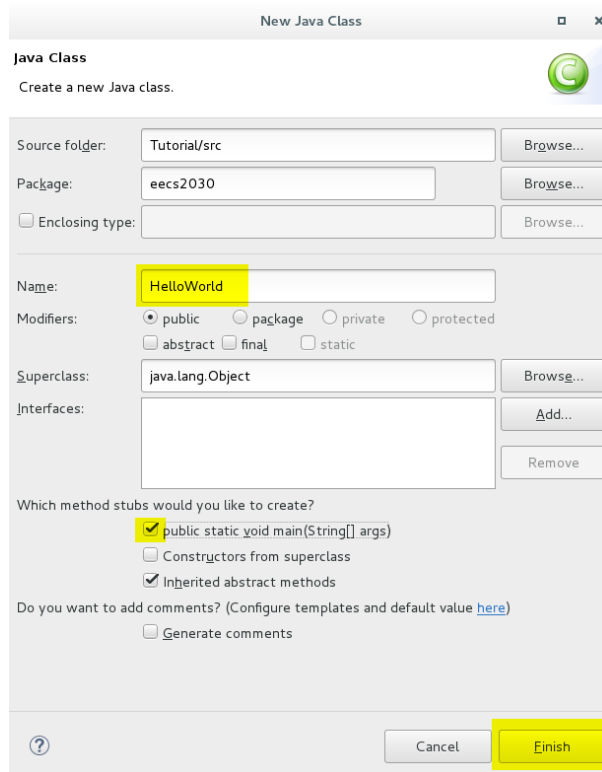 New Java Class
Java Class
Create a new Java class.
C
Source folder: Tutorial/src Browse...
Package: eecs2030 Browse...
Enclosing type: Browse...
Name: HelloWorld
Modifiers: public package private protected
abstract final static
Superclass: java.lang.Object Browse...
Interfaces: Add...
Remove
Which method stubs would you like to create?
public static void main(String[] args)
Constructors from superclass
Inherited abstract methods
Do you want to add comments? (Configure templates and default value here)
Generate comments
? Cancel Finish